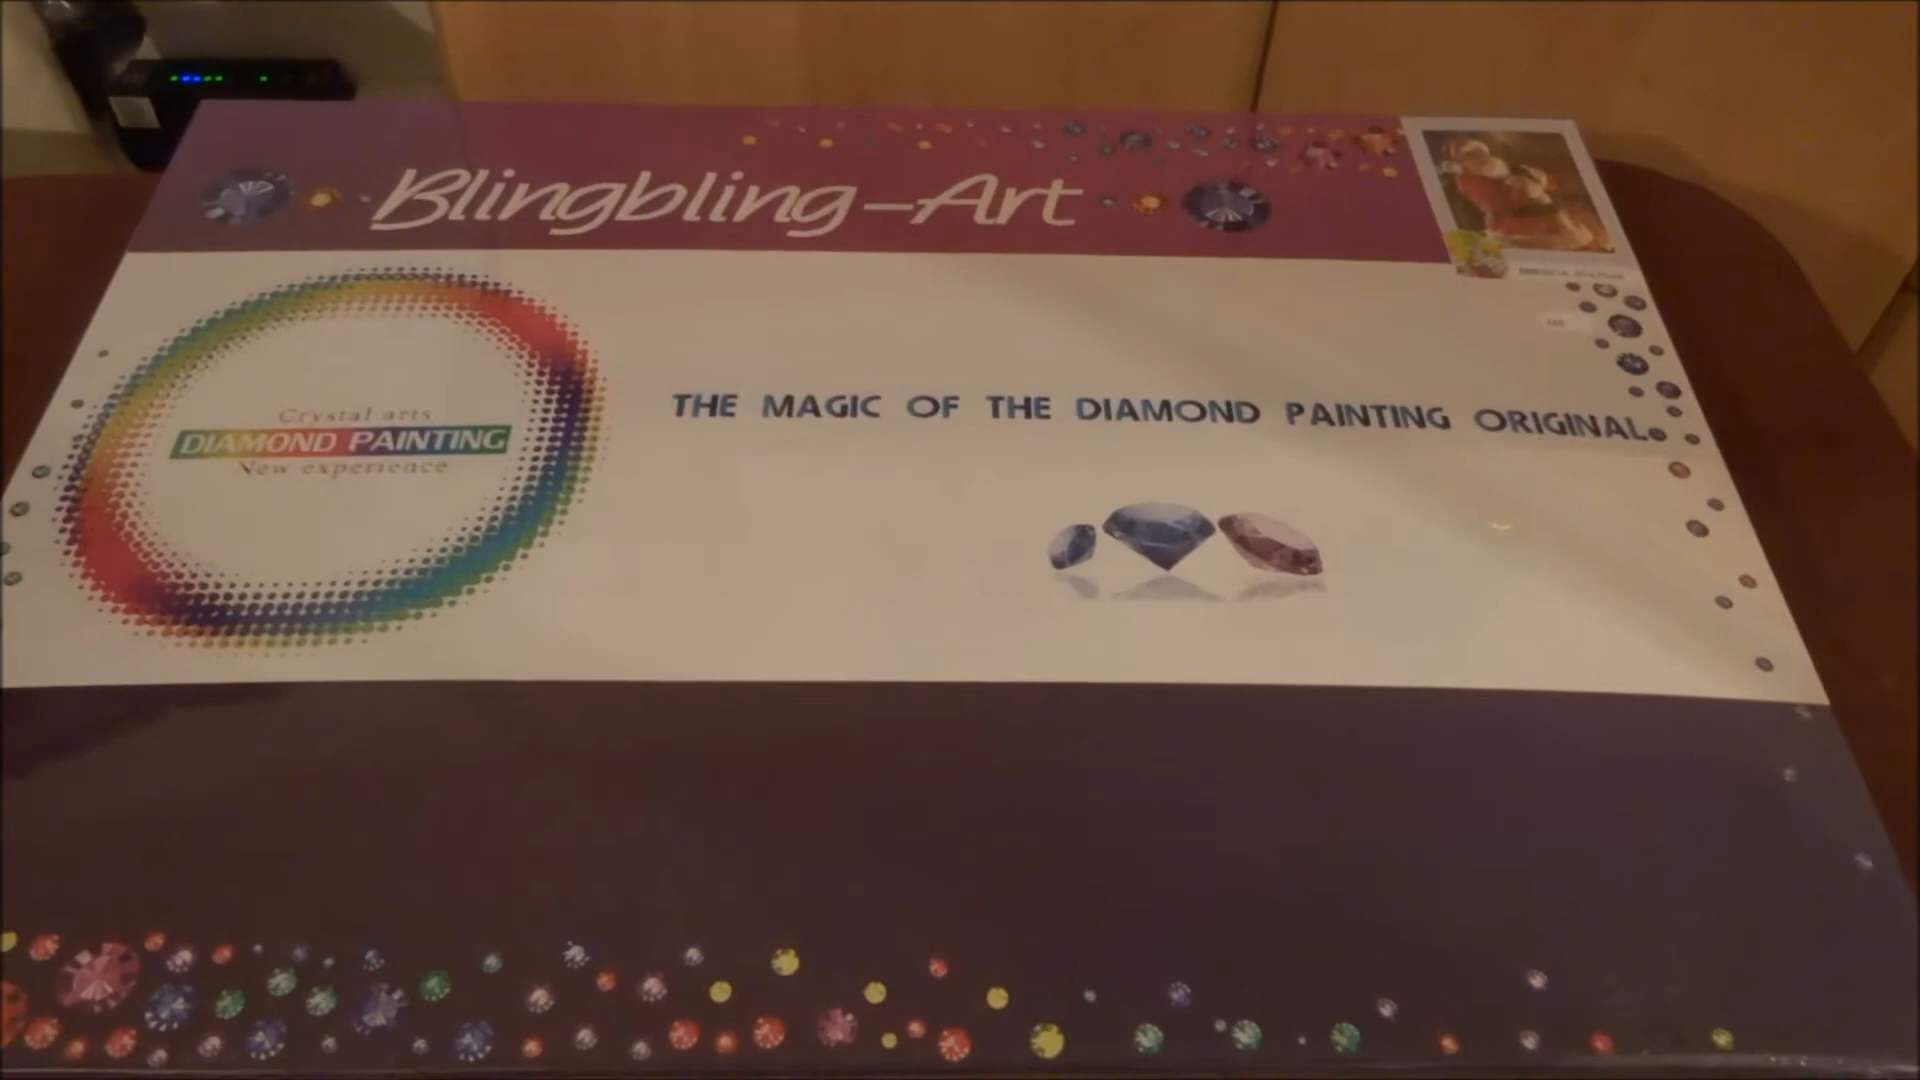 Blingbling-Art
Crystal arts
DIAMOND PAINTING
New experience
THE MAGIC OF THE DIAMOND PAINTING ORIGINAL